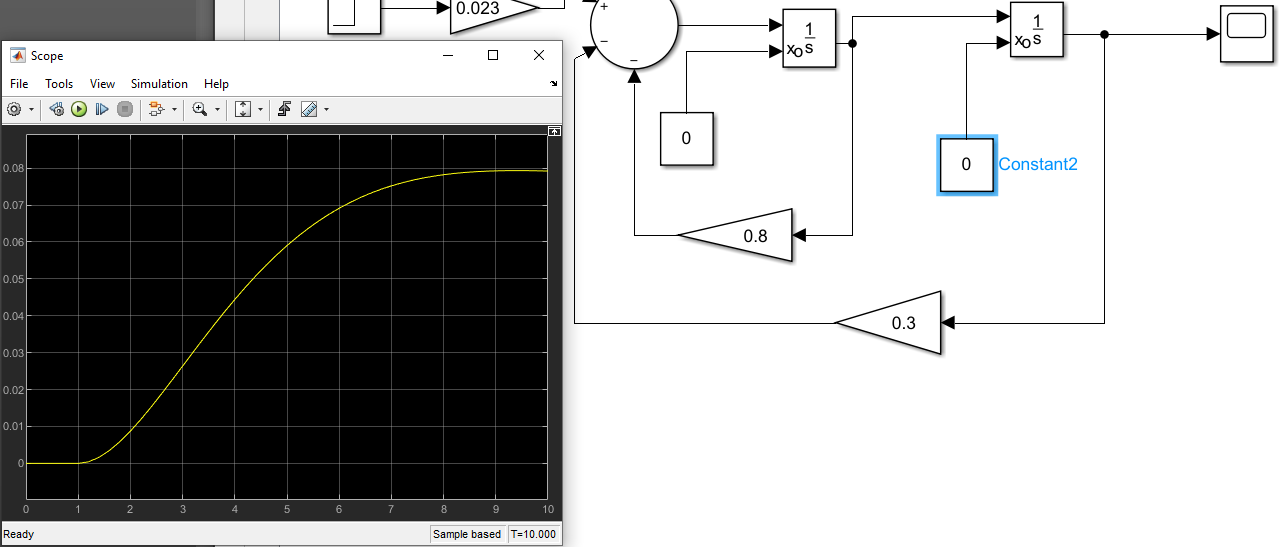 Scope
File Tools View Simulation Help
0.08
0.07
0.06
0.05
0.04
0.03
0.02
0.01
0
0 1 2 3 4 5 6 7 8 9 10
Ready Sample based T=10.000
0.023
+
−
−
1
s
xo
1
s
xo
0
0 Constant2
0.8
0.3